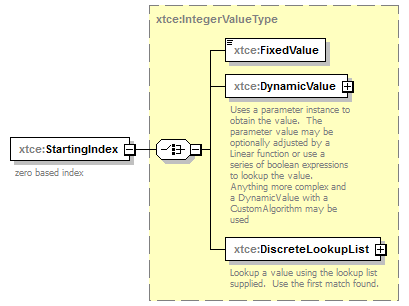 xtce:IntegerValueType
xtce:FixedValue
xtce:DynamicValue
Uses a parameter instance to
obtain the value.  The
parameter value may be
optionally adjusted by a
Linear function or use a
series of boolean expressions
to lookup the value.
Anything more complex and
a DynamicValue with a
CustomAlgorithm may be
used
xtce:StartingIndex
zero based index
xtce:DiscreteLookupList
Lookup a value using the lookup list
supplied.  Use the first match found.